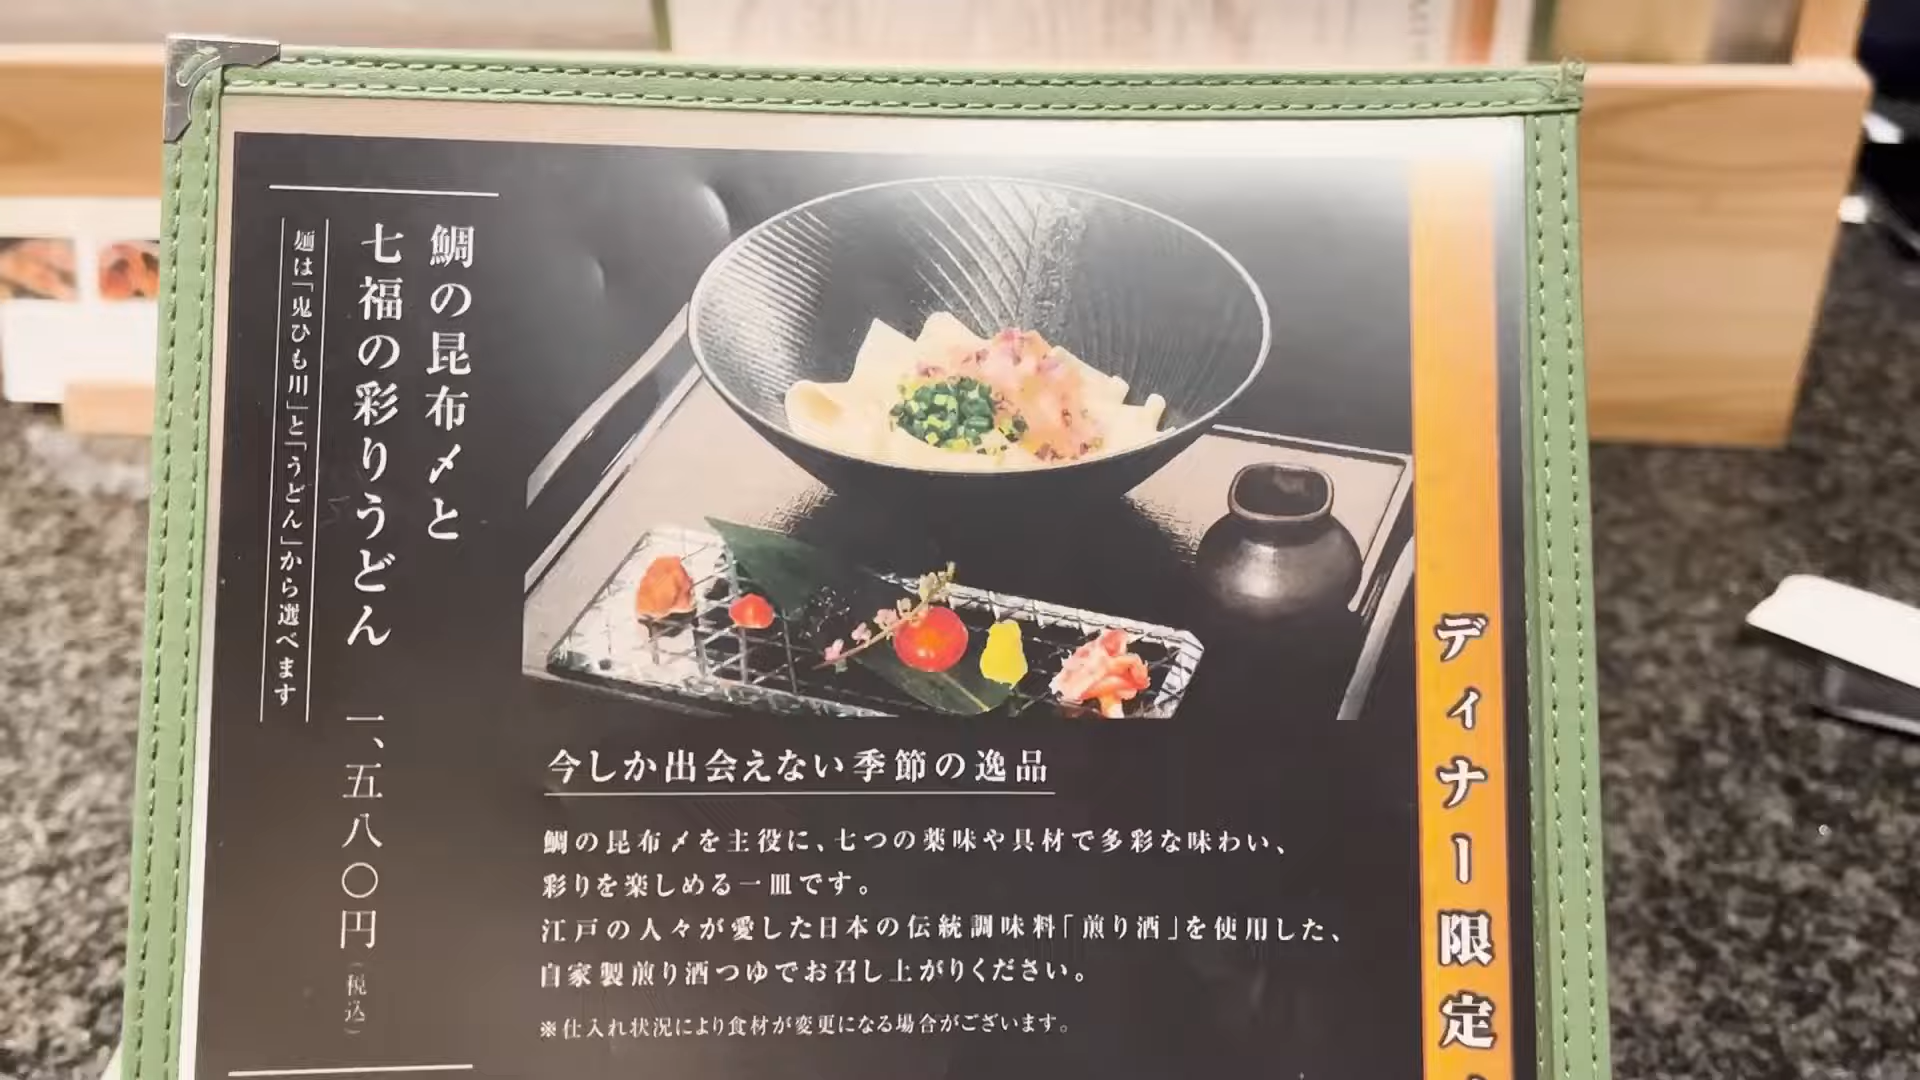 鯛の昆布〆と
七福の彩りうどん 一、五八〇円(税込)
麺は「鬼ひも川」と「うどん」から選べます
今しか出会えない季節の逸品
鯛の昆布〆を主役に、七つの薬味や具材で多彩な味わい、
彩りを楽しめる一皿です。
江戸の人々が愛した日本の伝統調味料「煎り酒」を使用した、
自家製煎り酒つゆでお召し上がりください。
※仕入れ状況により食材が変更になる場合がございます。
ディナー限定